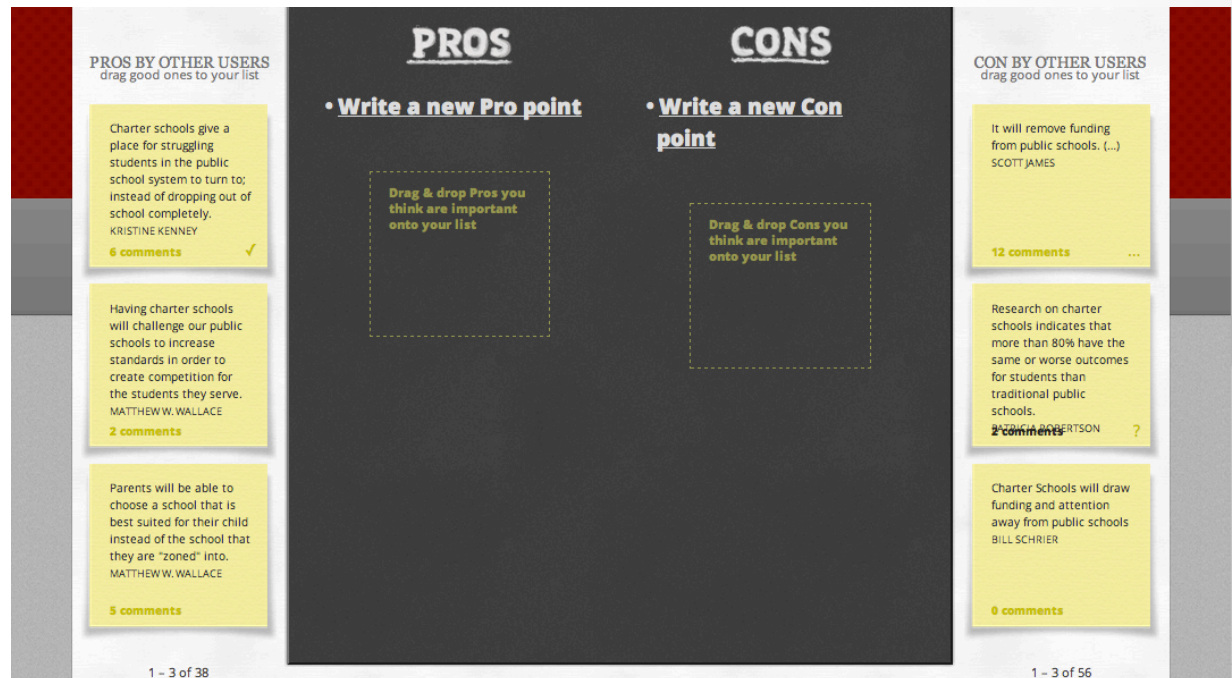 PROS BY OTHER USERS
drag good ones to your list
Charter schools give a
place for struggling
students in the public
school system to turn to;
instead of dropping out of
school completely.
KRISTINE KENNEY
6 comments ✓
Having charter schools
will challenge our public
schools to increase
standards in order to
create competition for
the students they serve.
MATTHEW W. WALLACE
2 comments
Parents will be able to
choose a school that is
best suited for their child
instead of the school that
they are "zoned" into.
MATTHEW W. WALLACE
5 comments
1 – 3 of 38
PROS
• Write a new Pro point
Drag & drop Pros you
think are important
onto your list
CONS
• Write a new Con
point
Drag & drop Cons you
think are important
onto your list
CON BY OTHER USERS
drag good ones to your list
It will remove funding
from public schools. (...)
SCOTT JAMES
12 comments ...
Research on charter
schools indicates that
more than 80% have the
same or worse outcomes
for students than
traditional public
schools.
PATRICIA ROBERTSON
2 comments ?
Charter Schools will draw
funding and attention
away from public schools
BILL SCHRIER
0 comments
1 – 3 of 56